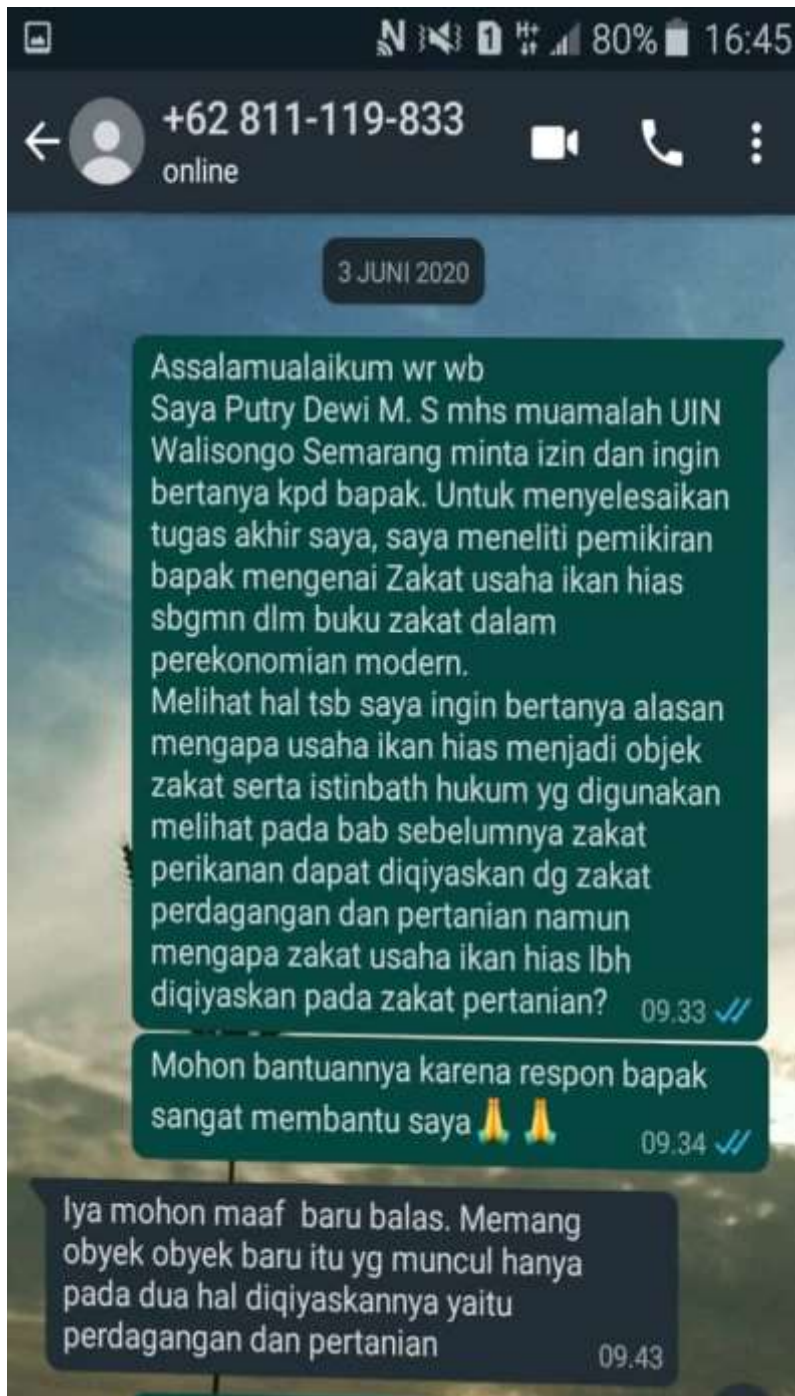 N 1 H+ 80% 16:45
+62 811-119-833
online
3 JUNI 2020
Assalamualaikum wr wb
Saya Putry Dewi M. S mhs muamalah UIN
Walisongo Semarang minta izin dan ingin
bertanya kpd bapak. Untuk menyelesaikan
tugas akhir saya, saya meneliti pemikiran
bapak mengenai Zakat usaha ikan hias
sbgmn dlm buku zakat dalam
perekonomian modern.
Melihat hal tsb saya ingin bertanya alasan
mengapa usaha ikan hias menjadi objek
zakat serta istinbath hukum yg digunakan
melihat pada bab sebelumnya zakat
perikanan dapat diqiyaskan dg zakat
perdagangan dan pertanian namun
mengapa zakat usaha ikan hias lbh
diqiyaskan pada zakat pertanian? 09.33
Mohon bantuannya karena respon bapak
sangat membantu saya🙏🙏 09.34
Iya mohon maaf  baru balas. Memang
obyek obyek baru itu yg muncul hanya
pada dua hal diqiyaskannya yaitu
perdagangan dan pertanian 09.43